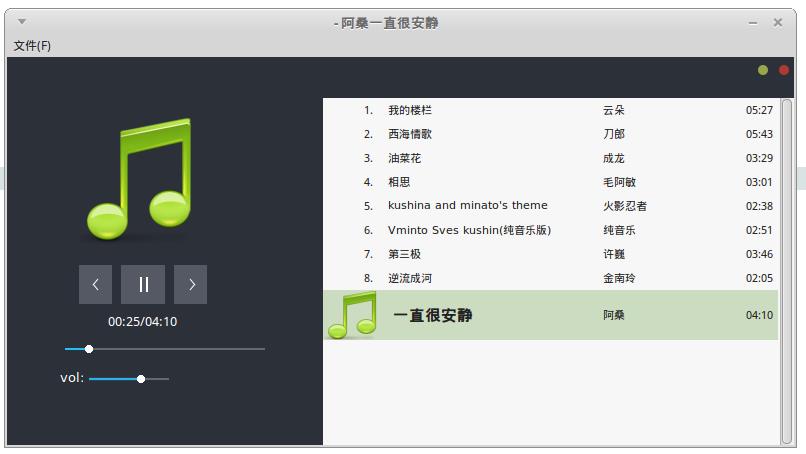 -阿桑一直很安静
文件(F)
1. 我的楼栏 云朵 05:27
2. 西海情歌 刀郎 05:43
3. 油菜花 成龙 03:29
4. 相思 毛阿敏 03:01
5. kushina and minato's theme 火影忍者 02:38
6. Vminto Sves kushin(纯音乐版) 纯音乐 02:51
7. 第三极 许巍 03:46
8. 逆流成河 金南玲 02:05
一直很安静 阿桑 04:10
00:25/04:10
vol: